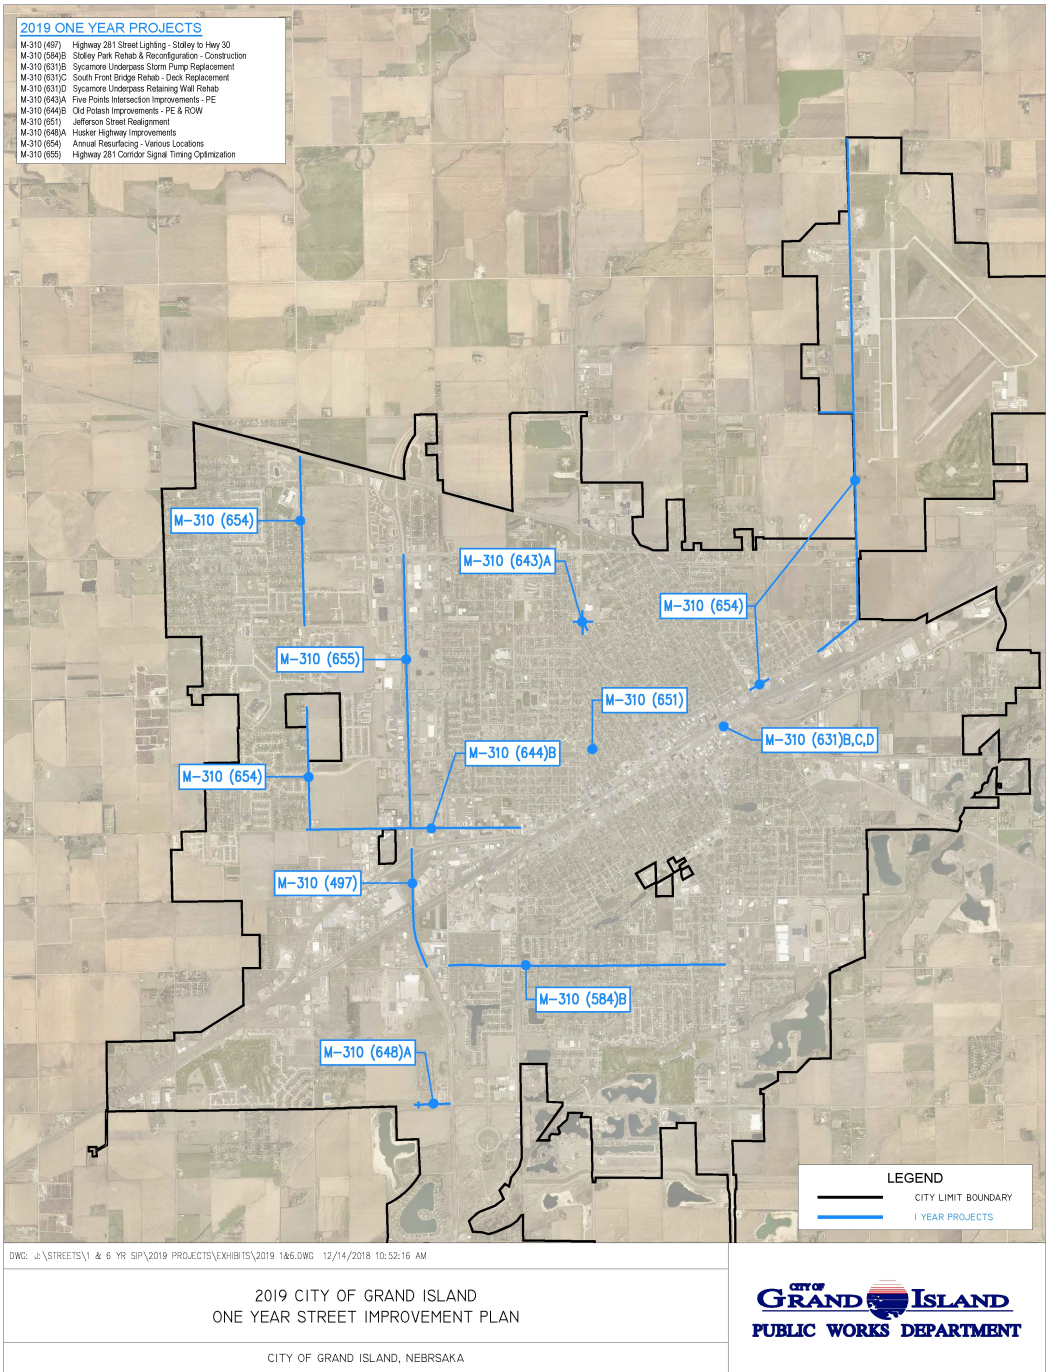 2019 ONE YEAR PROJECTS
M-310 (497) Highway 281 Street Lighting - Stolley to Hwy 30
M-310 (584)B Stolley Park Rehab & Reconfiguration - Construction
M-310 (631)B Sycamore Underpass Storm Pump Replacement
M-310 (631)C South Front Bridge Rehab - Deck Replacement
M-310 (631)D Sycamore Underpass Retaining Wall Rehab
M-310 (643)A Five Points Intersection Improvements - PE
M-310 (644)B Old Potash Improvements - PE & ROW
M-310 (651) Jefferson Street Realignment
M-310 (648)A Husker Highway Improvements
M-310 (654) Annual Resurfacing - Various Locations
M-310 (655) Highway 281 Corridor Signal Timing Optimization
M-310 (654)
M-310 (643)A
M-310 (654)
M-310 (655)
M-310 (651)
M-310 (631)B,C,D
M-310 (644)B
M-310 (654)
M-310 (497)
M-310 (584)B
M-310 (648)A
LEGEND
CITY LIMIT BOUNDARY
1 YEAR PROJECTS
DWG: J:\STREETS\1 & 6 YR SIP\2019 PROJECTS\EXHIBITS\2019 1&6.DWG 12/14/2018 10:52:16 AM
2019 CITY OF GRAND ISLAND
ONE YEAR STREET IMPROVEMENT PLAN
CITY OF GRAND ISLAND, NEBRSAKA
CITY OF
GRAND ISLAND
PUBLIC WORKS DEPARTMENT